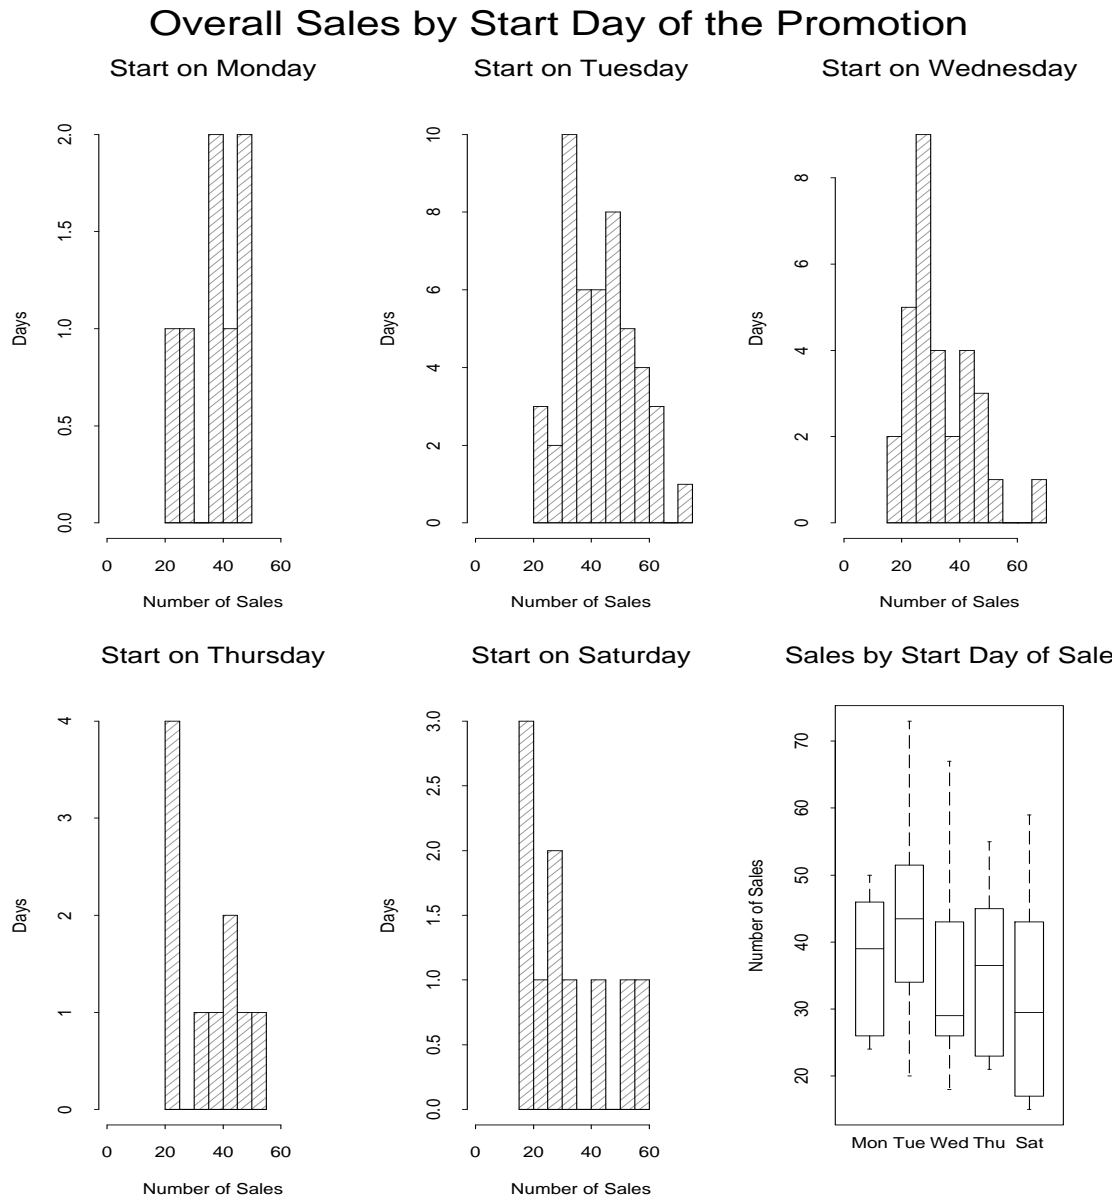 Overall Sales by Start Day of the Promotion
Start on Monday
Start on Tuesday
Start on Wednesday
Days
0.0 0.5 1.0 1.5 2.0
0 20 40 60
Number of Sales
Days
0 2 4 6 8 10
0 20 40 60
Number of Sales
Days
0 2 4 6 8
0 20 40 60
Number of Sales
Start on Thursday
Start on Saturday
Sales by Start Day of Sale
Days
0 1 2 3 4
0 20 40 60
Number of Sales
Days
0.0 0.5 1.0 1.5 2.0 2.5 3.0
0 20 40 60
Number of Sales
Number of Sales
20 30 40 50 60 70
Mon Tue Wed Thu Sat